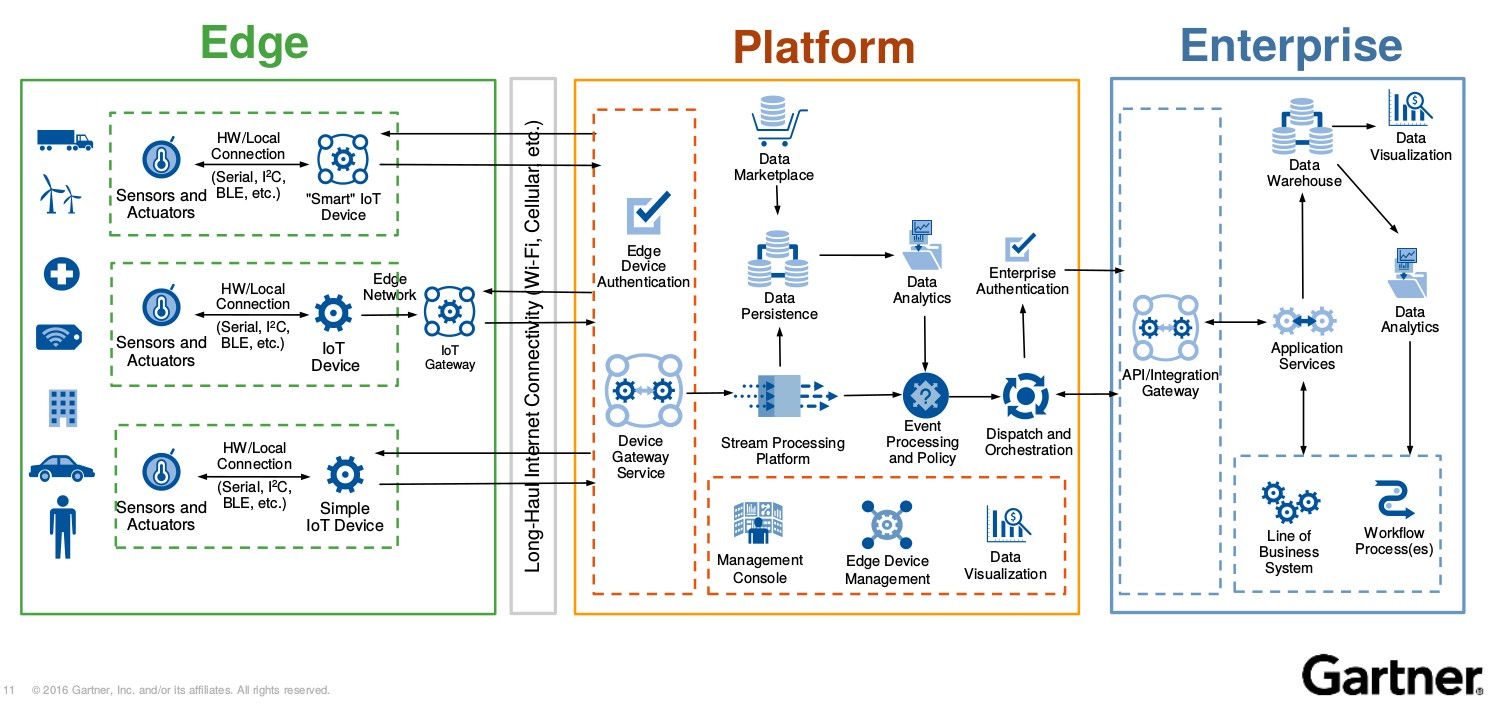 Edge
Platform
Enterprise
HW/Local
Connection
(Serial, I²C,
BLE, etc.)
Sensors and
Actuators
"Smart" IoT
Device
HW/Local
Connection
(Serial, I²C,
BLE, etc.)
Sensors and
Actuators
IoT
Device
Edge
Network
IoT
Gateway
HW/Local
Connection
(Serial, I²C,
BLE, etc.)
Sensors and
Actuators
Simple
IoT Device
Long-Haul Internet Connectivity (Wi-Fi, Cellular, etc.)
Edge
Device
Authentication
Device
Gateway
Service
Data
Marketplace
Data
Persistence
Data
Analytics
Enterprise
Authentication
Stream Processing
Platform
Event
Processing
and Policy
Dispatch and
Orchestration
Management
Console
Edge Device
Management
Data
Visualization
API/Integration
Gateway
Data
Warehouse
Data
Visualization
Application
Services
Data
Analytics
Line of
Business
System
Workflow
Process(es)
11 © 2016 Gartner, Inc. and/or its affiliates. All rights reserved.
Gartner®